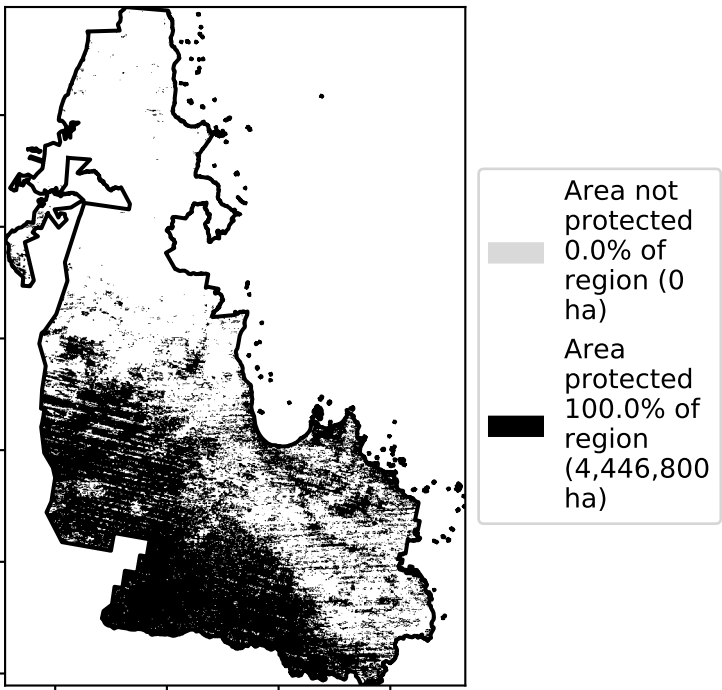 Area not
protected
0.0% of
region (0
ha)
Area
protected
100.0% of
region
(4,446,800
ha)